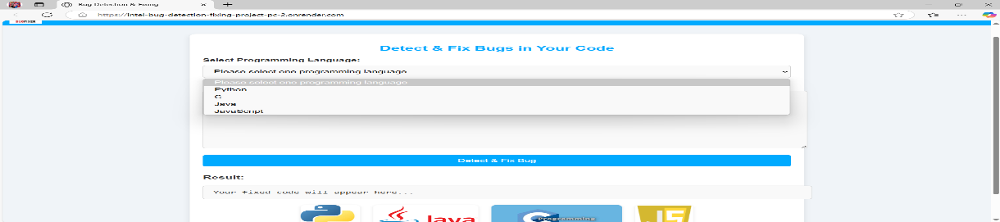 Bug Detection & Fixing
https://intel-bug-detection-fixing-project-pc-2.onrender.com
BUGFIXER
Detect & Fix Bugs in Your Code
Select Programming Language:
Please select one programming language
Please select one programming language
Python
C
Java
JavaScript
Detect & Fix Bug
Result:
Your fixed code will appear here...
Java
C Programming
JS